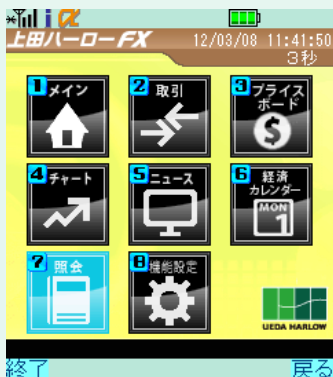 i α
上田ハーローFX 12/03/08 11:41:50
3秒
1 メイン
2 取引
3 プライス
ボード
$
4 チャート
5 ニュース
6 経済
カレンダー
MON
1
7 照会
8 機能設定
UEDA HARLOW
終了 戻る